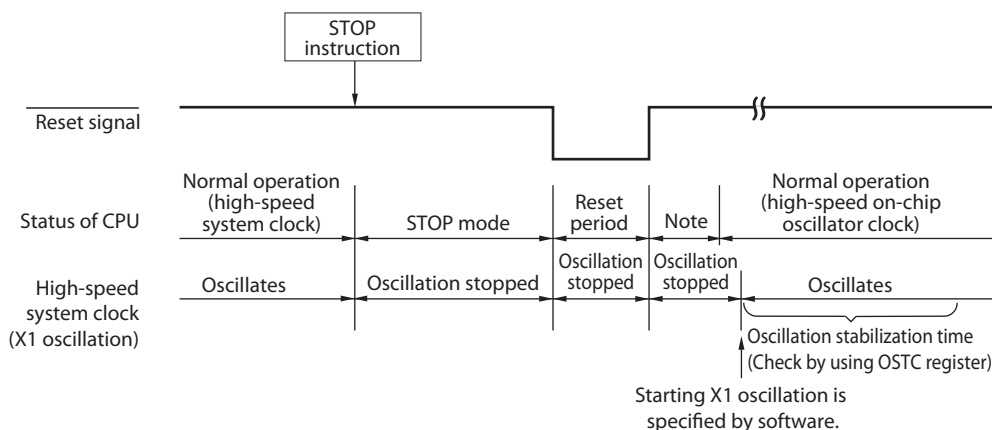 STOP
instruction
Reset signal
Status of CPU
Normal operation
(high-speed
system clock)
STOP mode
Reset
period
Note
Normal operation
(high-speed on-chip
oscillator clock)
High-speed
system clock
(X1 oscillation)
Oscillates
Oscillation stopped
Oscillation
stopped
Oscillation
stopped
Oscillates
Oscillation stabilization time
(Check by using OSTC register)
Starting X1 oscillation is
specified by software.